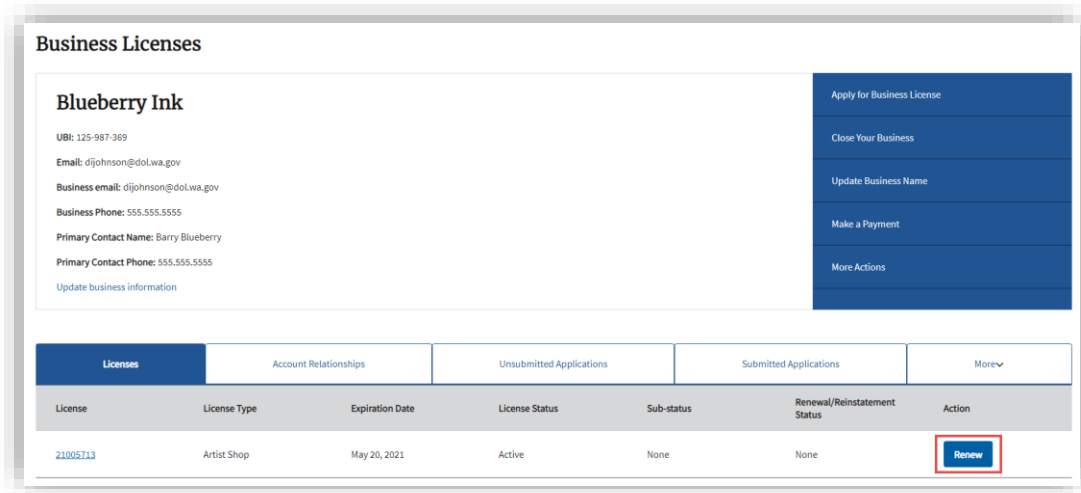 Business Licenses
Blueberry Ink
UBI: 125-987-369
Email: dijohnson@dol.wa.gov
Business email: dijohnson@dol.wa.gov
Business Phone: 555.555.5555
Primary Contact Name: Barry Blueberry
Primary Contact Phone: 555.555.5555
Update business information
Apply for Business License
Close Your Business
Update Business Name
Make a Payment
More Actions
Licenses Account Relationships Unsubmitted Applications Submitted Applications More
License License Type Expiration Date License Status Sub-status Renewal/Reinstatement Status Action
21005713 Artist Shop May 20, 2021 Active None None Renew